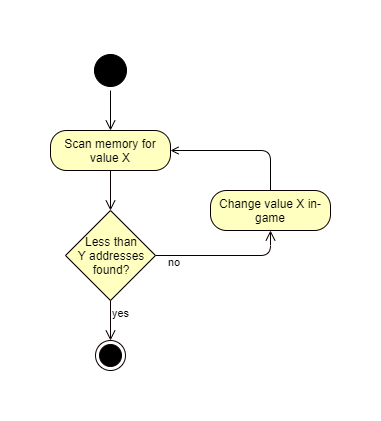 Scan memory for
value X
Change value X in-
game
Less than
Y addresses
found?
no
yes